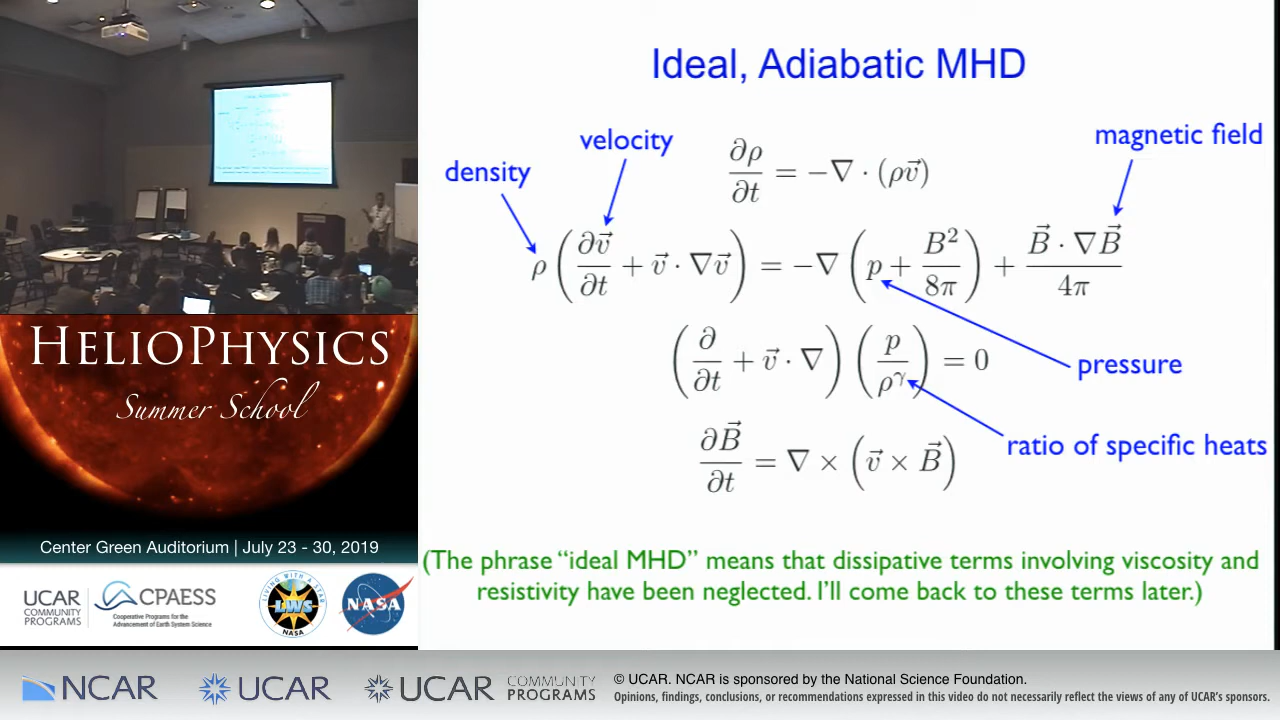 Ideal, Adiabatic MHD
velocity
magnetic field
density
∂ρ/∂t = −∇ · (ρv⃗)
ρ (∂v⃗/∂t + v⃗ · ∇v⃗) = −∇ (p + B²/8π) + B⃗ · ∇B⃗/4π
(∂/∂t + v⃗ · ∇) (p/ρ^γ) = 0
pressure
ratio of specific heats
∂B⃗/∂t = ∇ × (v⃗ × B⃗)
(The phrase “ideal MHD” means that dissipative terms involving viscosity and
resistivity have been neglected. I’ll come back to these terms later.)
HELIOPHYSICS
Summer School
Center Green Auditorium | July 23 - 30, 2019
UCAR
COMMUNITY
PROGRAMS
CPAESS
Cooperative Programs for the
Advancement of Earth System Science
LIVING WITH A STAR
LWS
NASA
NASA
NCAR
UCAR
UCAR COMMUNITY
PROGRAMS
© UCAR. NCAR is sponsored by the National Science Foundation.
Opinions, findings, conclusions, or recommendations expressed in this video do not necessarily reflect the views of any of UCAR's sponsors.